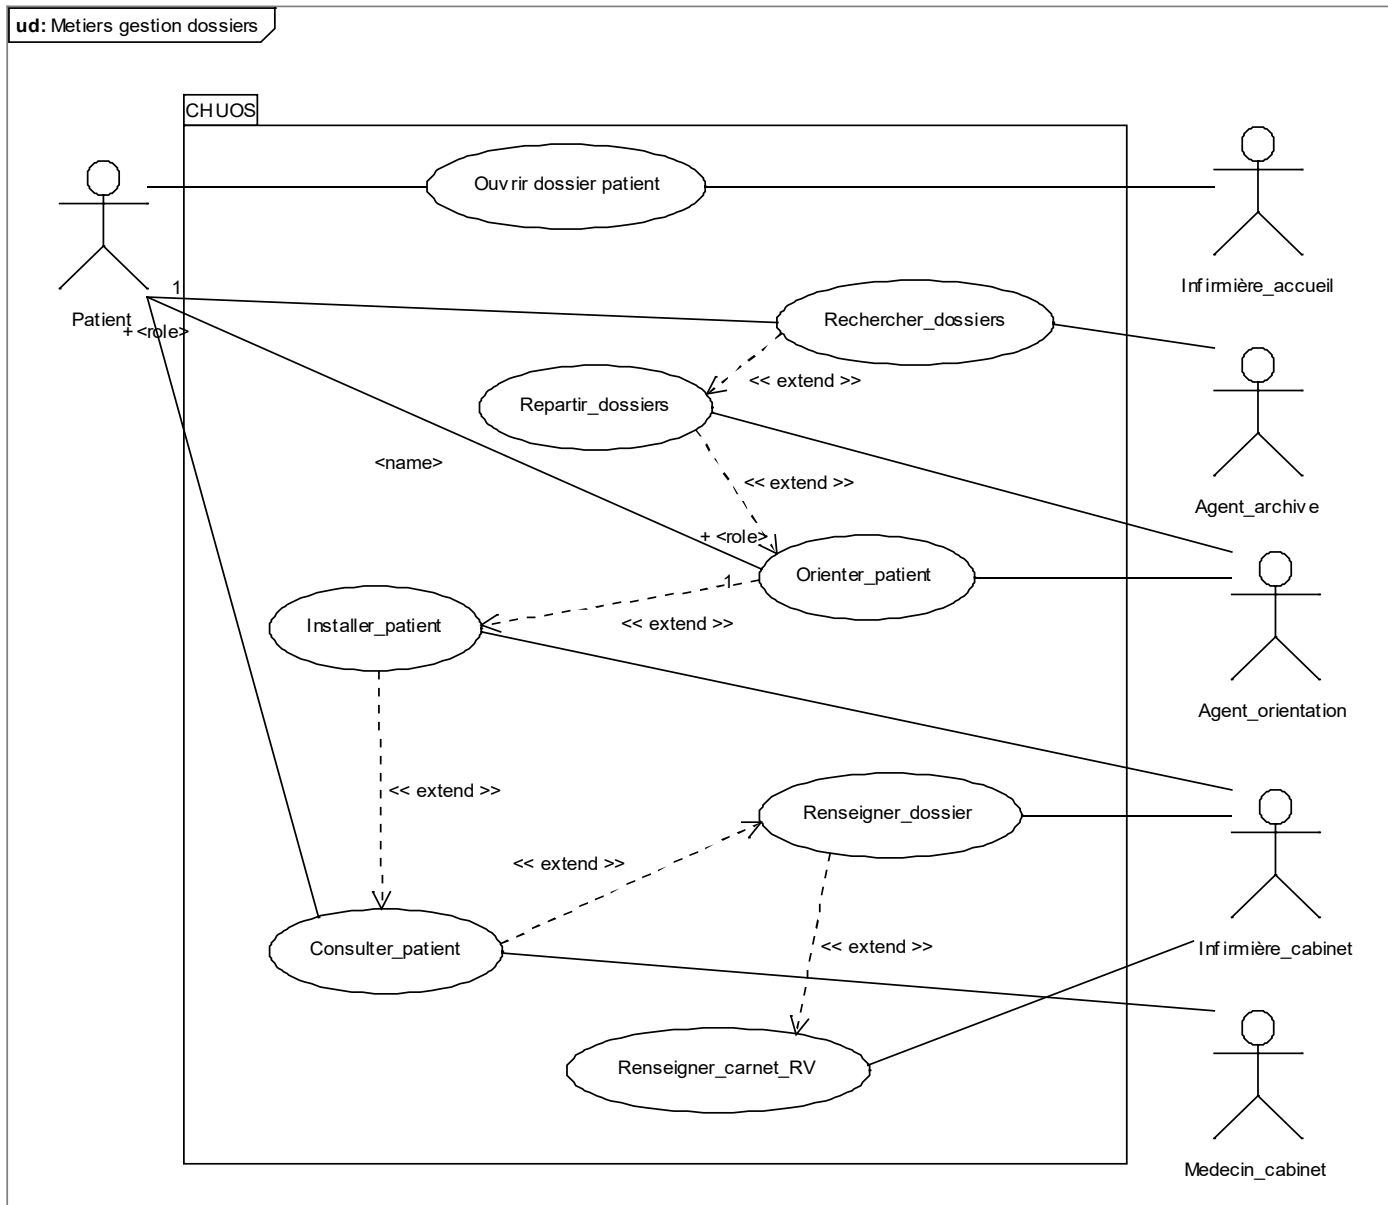 ud: Metiers gestion dossiers
CHUOS
Ouvrir dossier patient
Infirmière_accueil
1
Patient
+ <role>
Rechercher_dossiers
<< extend >>
Repartir_dossiers
<name>
<< extend >>
Agent_archive
+ <role>
Orienter_patient
1
Installer_patient
<< extend >>
Agent_orientation
<< extend >>
Renseigner_dossier
<< extend >>
Consulter_patient
<< extend >>
Infirmière_cabinet
Renseigner_carnet_RV
Medecin_cabinet